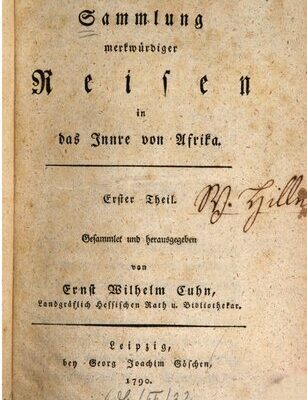 Sammlung
merkwürdiger
Reisen
in
das Innre von Afrika.
Erster Theil.
W. Hilln
Gesammlet und herausgegeben
von
Ernst Wilhelm Cuhn,
Landgräflich Hessischen Rath u. Bibliothekar.
Leipzig,
bey Georg Joachim Göschen,
1790.